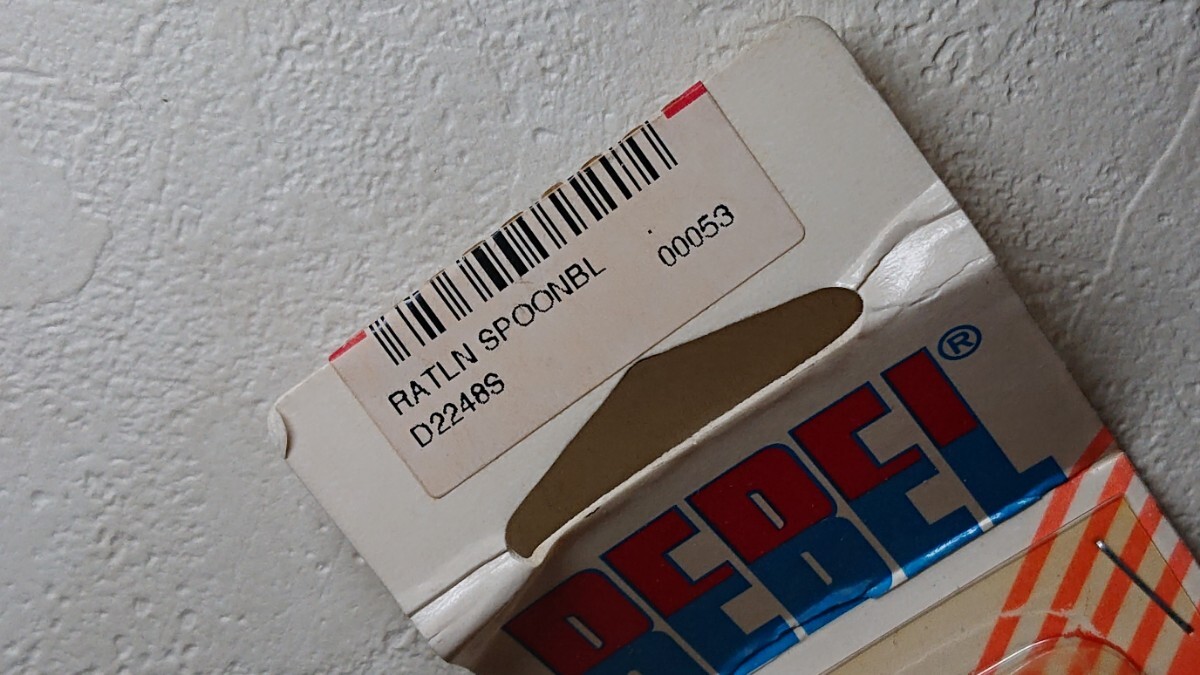 RATLN SPOONBL 00053
D2248S
REBEL®